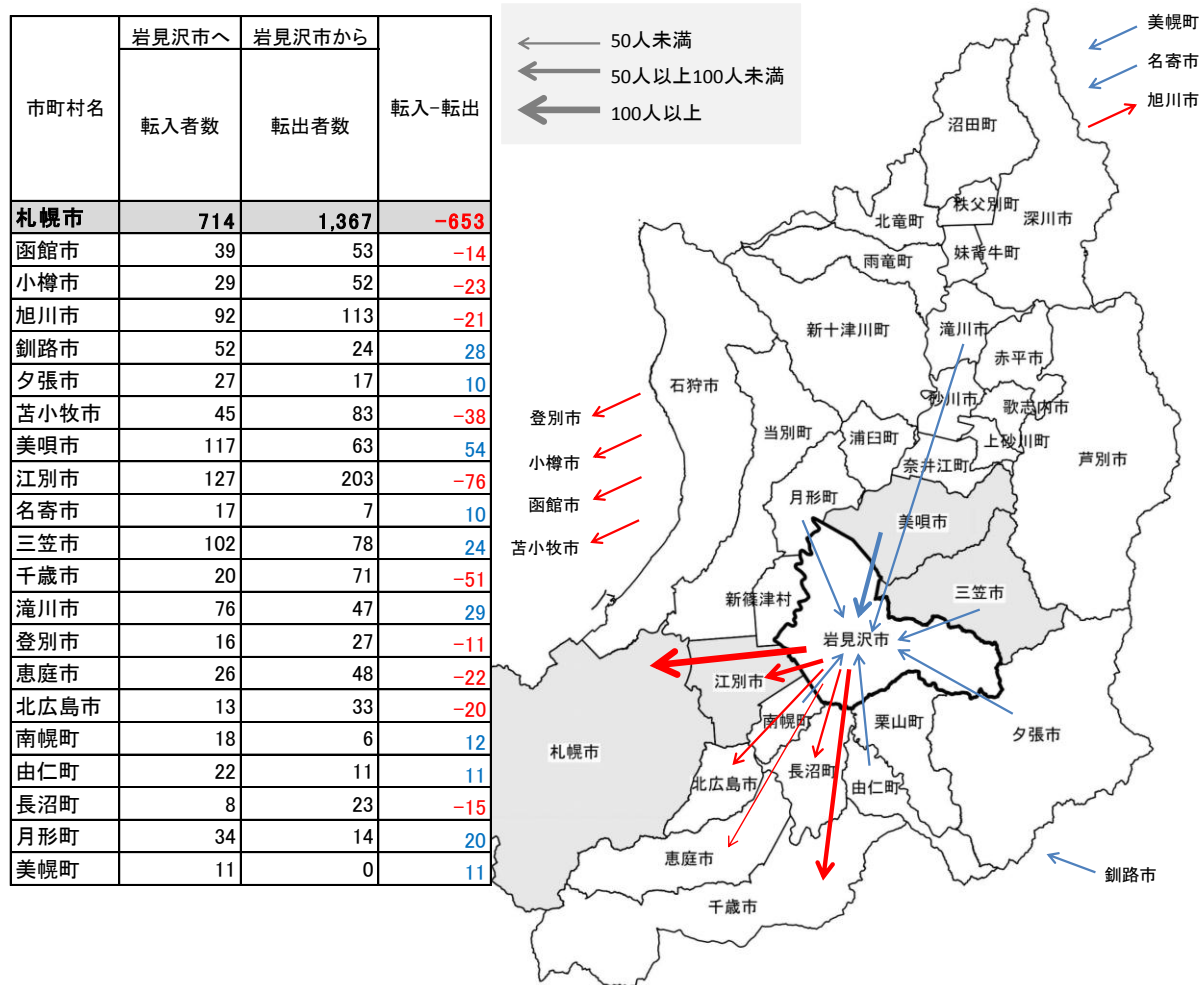 市町村名 岩見沢市へ 岩見沢市から 転入-転出
転入者数 転出者数
札幌市 714 1,367 -653
函館市 39 53 -14
小樽市 29 52 -23
旭川市 92 113 -21
釧路市 52 24 28
夕張市 27 17 10
苫小牧市 45 83 -38
美唄市 117 63 54
江別市 127 203 -76
名寄市 17 7 10
三笠市 102 78 24
千歳市 20 71 -51
滝川市 76 47 29
登別市 16 27 -11
恵庭市 26 48 -22
北広島市 13 33 -20
南幌町 18 6 12
由仁町 22 11 11
長沼町 8 23 -15
月形町 34 14 20
美幌町 11 0 11
50人未満
50人以上100人未満
100人以上
美幌町
名寄市
旭川市
沼田町
秩父別町
北竜町
深川市
妹背牛町
雨竜町
新十津川町
滝川市
赤平市
石狩市
砂川市
歌志内市
登別市
当別町
浦臼町
上砂川町
小樽市
奈井江町
芦別市
函館市
月形町
美唄市
苫小牧市
新篠津村
三笠市
岩見沢市
江別市
南幌町
栗山町
夕張市
札幌市
長沼町
北広島市
由仁町
恵庭市
釧路市
千歳市